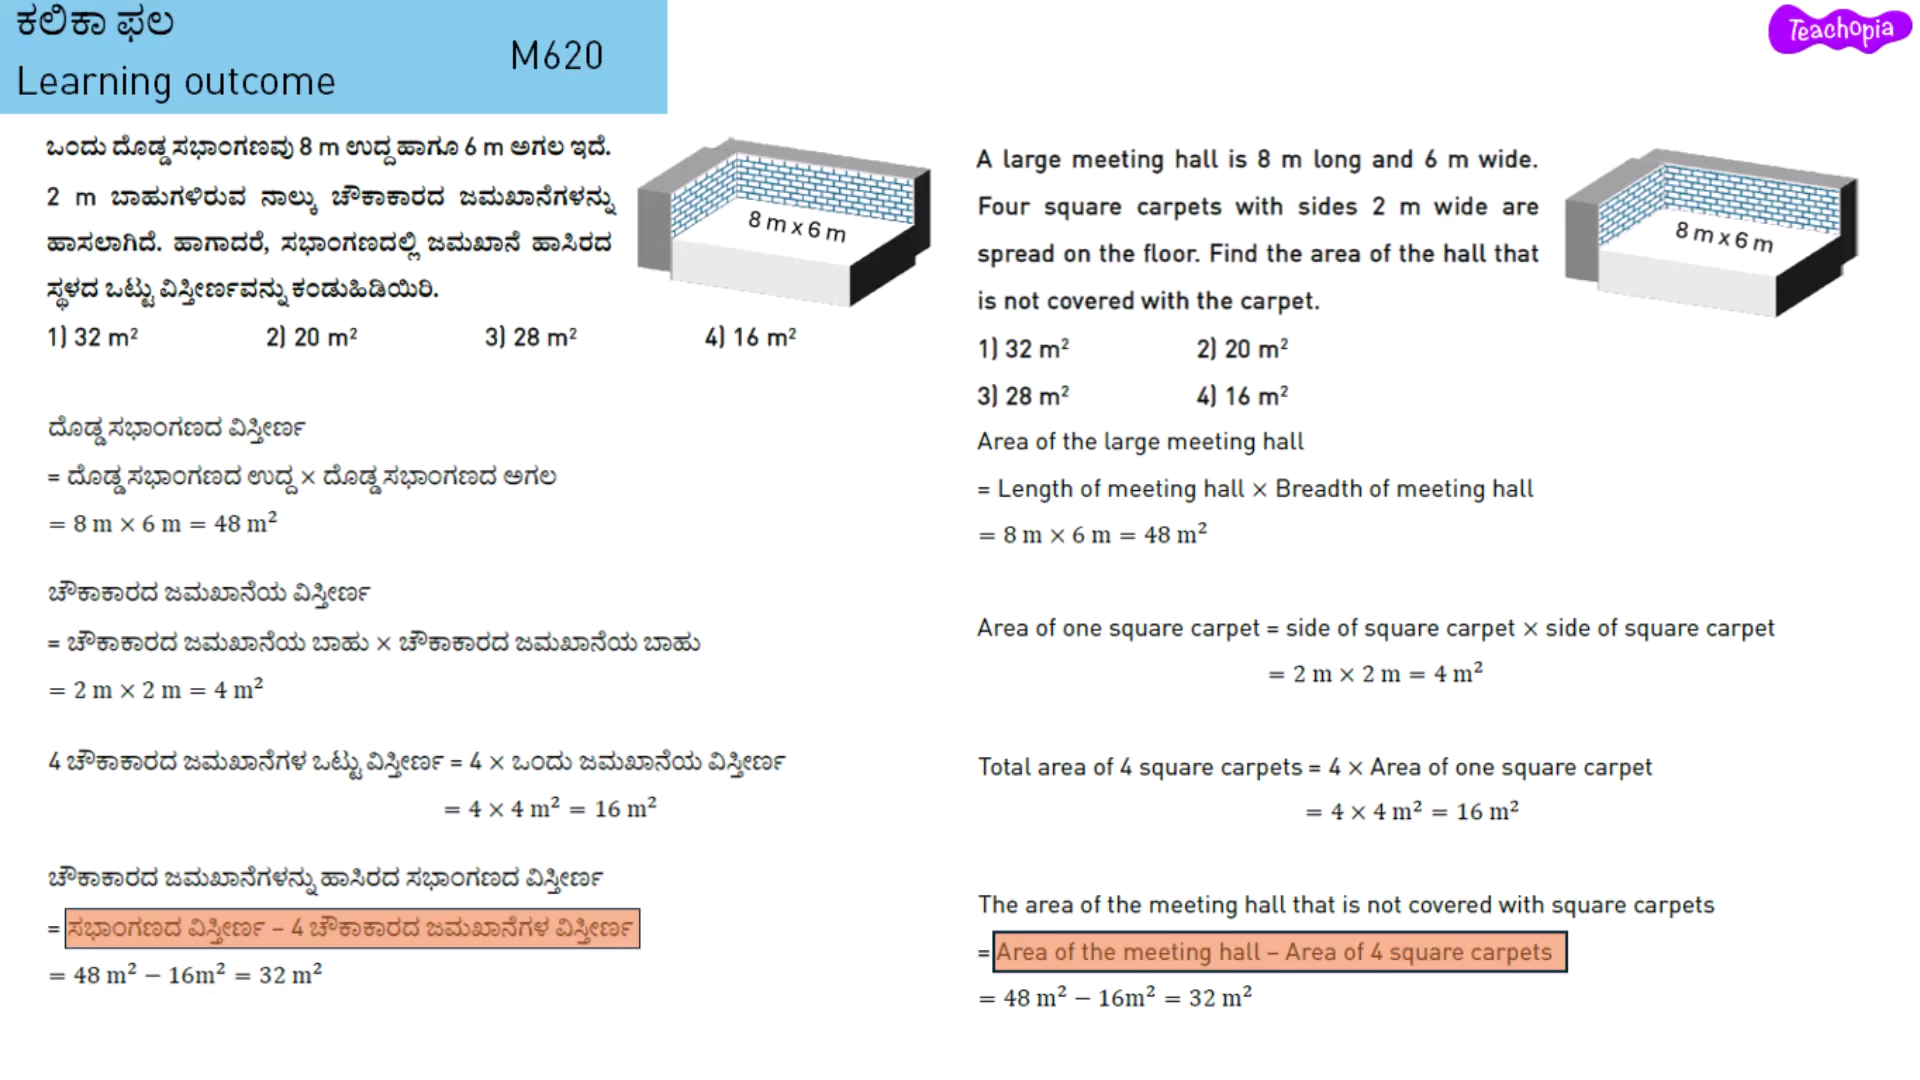 ಕಲಿಕಾ ಫಲ
Learning outcome
M620
Teachopia
ಒಂದು ದೊಡ್ಡ ಸಭಾಂಗಣವು 8 m ಉದ್ದ ಹಾಗೂ 6 m ಅಗಲ ಇದೆ.
2 m ಬಾಹುಗಳಿರುವ ನಾಲ್ಕು ಚೌಕಾಕಾರದ ಜಮಖಾನೆಗಳನ್ನು
ಹಾಸಲಾಗಿದೆ. ಹಾಗಾದರೆ, ಸಭಾಂಗಣದಲ್ಲಿ ಜಮಖಾನೆ ಹಾಸಿರದ
ಸ್ಥಳದ ಒಟ್ಟು ವಿಸ್ತೀರ್ಣವನ್ನು ಕಂಡುಹಿಡಿಯಿರಿ.
8 m x 6 m
1) 32 m² 2) 20 m² 3) 28 m² 4) 16 m²
ದೊಡ್ಡ ಸಭಾಂಗಣದ ವಿಸ್ತೀರ್ಣ
= ದೊಡ್ಡ ಸಭಾಂಗಣದ ಉದ್ದ × ದೊಡ್ಡ ಸಭಾಂಗಣದ ಅಗಲ
= 8 m × 6 m = 48 m²
ಚೌಕಾಕಾರದ ಜಮಖಾನೆಯ ವಿಸ್ತೀರ್ಣ
= ಚೌಕಾಕಾರದ ಜಮಖಾನೆಯ ಬಾಹು × ಚೌಕಾಕಾರದ ಜಮಖಾನೆಯ ಬಾಹು
= 2 m × 2 m = 4 m²
4 ಚೌಕಾಕಾರದ ಜಮಖಾನೆಗಳ ಒಟ್ಟು ವಿಸ್ತೀರ್ಣ = 4 × ಒಂದು ಜಮಖಾನೆಯ ವಿಸ್ತೀರ್ಣ
= 4 × 4 m² = 16 m²
ಚೌಕಾಕಾರದ ಜಮಖಾನೆಗಳನ್ನು ಹಾಸಿರದ ಸಭಾಂಗಣದ ವಿಸ್ತೀರ್ಣ
= ಸಭಾಂಗಣದ ವಿಸ್ತೀರ್ಣ – 4 ಚೌಕಾಕಾರದ ಜಮಖಾನೆಗಳ ವಿಸ್ತೀರ್ಣ
= 48 m² − 16m² = 32 m²
A large meeting hall is 8 m long and 6 m wide.
Four square carpets with sides 2 m wide are
spread on the floor. Find the area of the hall that
is not covered with the carpet.
8 m x 6 m
1) 32 m² 2) 20 m²
3) 28 m² 4) 16 m²
Area of the large meeting hall
= Length of meeting hall × Breadth of meeting hall
= 8 m × 6 m = 48 m²
Area of one square carpet = side of square carpet × side of square carpet
= 2 m × 2 m = 4 m²
Total area of 4 square carpets = 4 × Area of one square carpet
= 4 × 4 m² = 16 m²
The area of the meeting hall that is not covered with square carpets
= Area of the meeting hall – Area of 4 square carpets
= 48 m² − 16m² = 32 m²